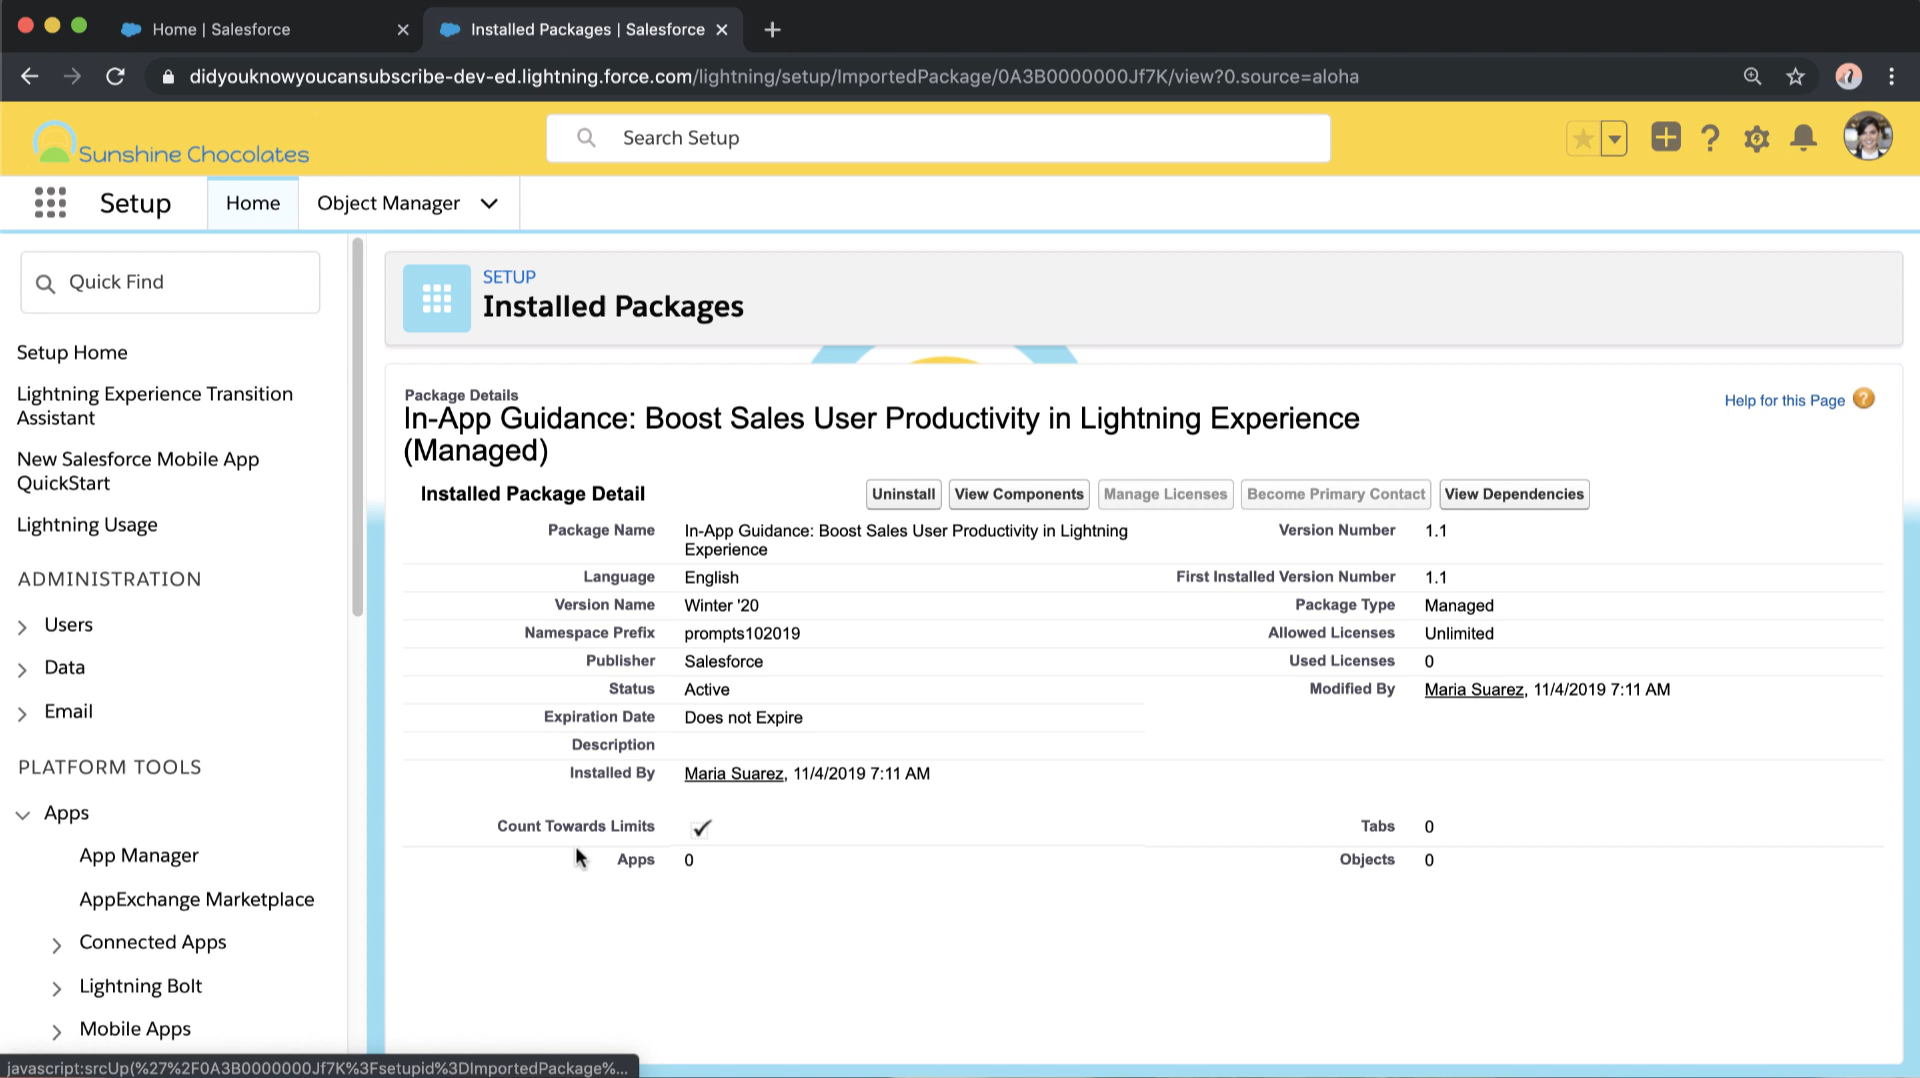 Home | Salesforce
Installed Packages | Salesforce
didyouknowyoucansubscribe-dev-ed.lightning.force.com/lightning/setup/ImportedPackage/0A3B0000000Jf7K/view?0.source=aloha
Sunshine Chocolates
Search Setup
Setup
Home
Object Manager
Quick Find
Setup Home
Lightning Experience Transition
Assistant
New Salesforce Mobile App
QuickStart
Lightning Usage
ADMINISTRATION
Users
Data
Email
PLATFORM TOOLS
Apps
App Manager
AppExchange Marketplace
Connected Apps
Lightning Bolt
Mobile Apps
SETUP
Installed Packages
Package Details
In-App Guidance: Boost Sales User Productivity in Lightning Experience
(Managed)
Help for this Page ?
Installed Package Detail
Uninstall View Components Manage Licenses Become Primary Contact View Dependencies
Package Name In-App Guidance: Boost Sales User Productivity in Lightning
Experience
Version Number 1.1
Language English
First Installed Version Number 1.1
Version Name Winter '20
Package Type Managed
Namespace Prefix prompts102019
Allowed Licenses Unlimited
Publisher Salesforce
Used Licenses 0
Status Active
Modified By Maria Suarez, 11/4/2019 7:11 AM
Expiration Date Does not Expire
Description
Installed By Maria Suarez, 11/4/2019 7:11 AM
Count Towards Limits
Tabs 0
Apps 0
Objects 0
javascript:srcUp(%27%2F0A3B0000000Jf7K%3Fsetupid%3DImportedPackage%...